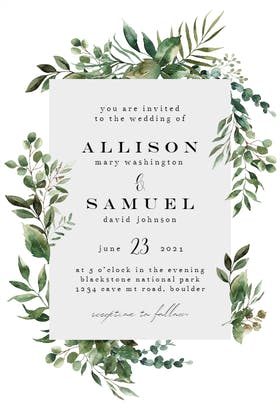 you are invited
to the wedding of
ALLISON
mary washington
&
SAMUEL
david johnson
june 23 2021
at 5 o'clock in the evening
blackstone national park
1234 cave mt road, boulder
reception to follow